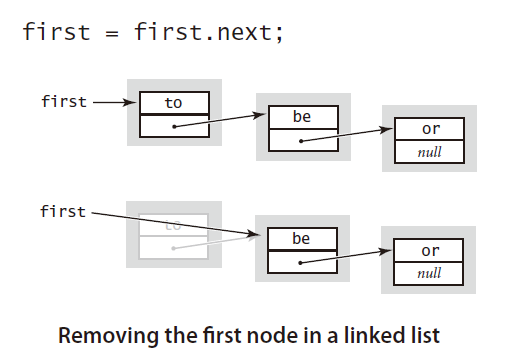 first = first.next;
first
to
be
or
null
first
to
be
or
null
Removing the first node in a linked list